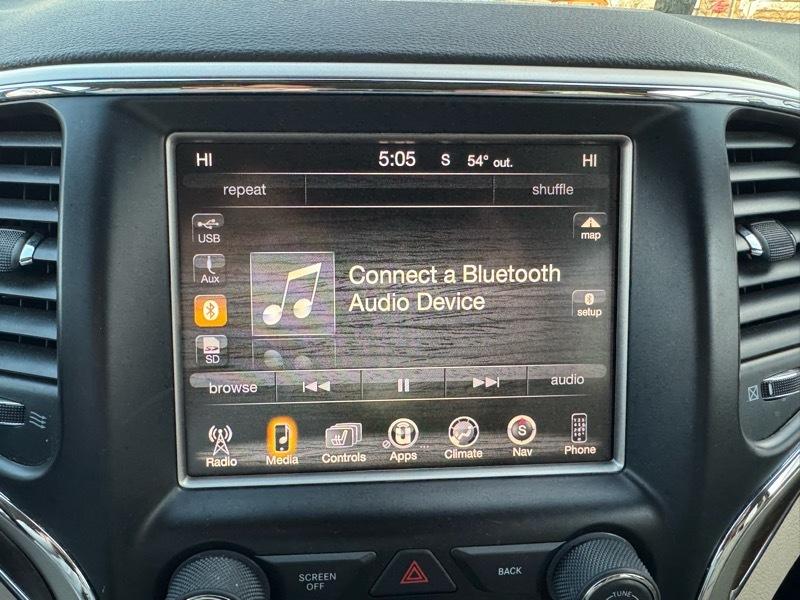 HI 5:05 S 54° out. HI
repeat shuffle
USB
map
Aux
Connect a Bluetooth
Audio Device
setup
SD
browse audio
Radio Media Controls Apps Climate Nav Phone
S
SCREEN
OFF
BACK
TUNE